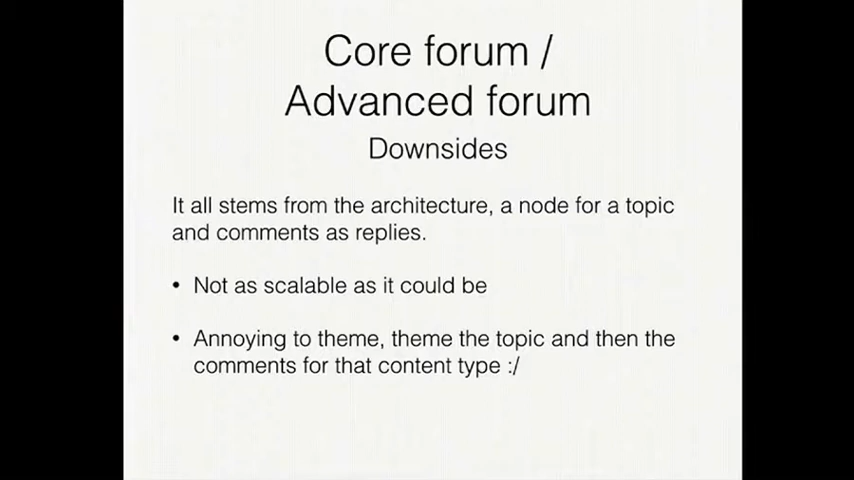 Core forum /
Advanced forum
Downsides
It all stems from the architecture, a node for a topic
and comments as replies.
• Not as scalable as it could be
• Annoying to theme, theme the topic and then the
comments for that content type :/